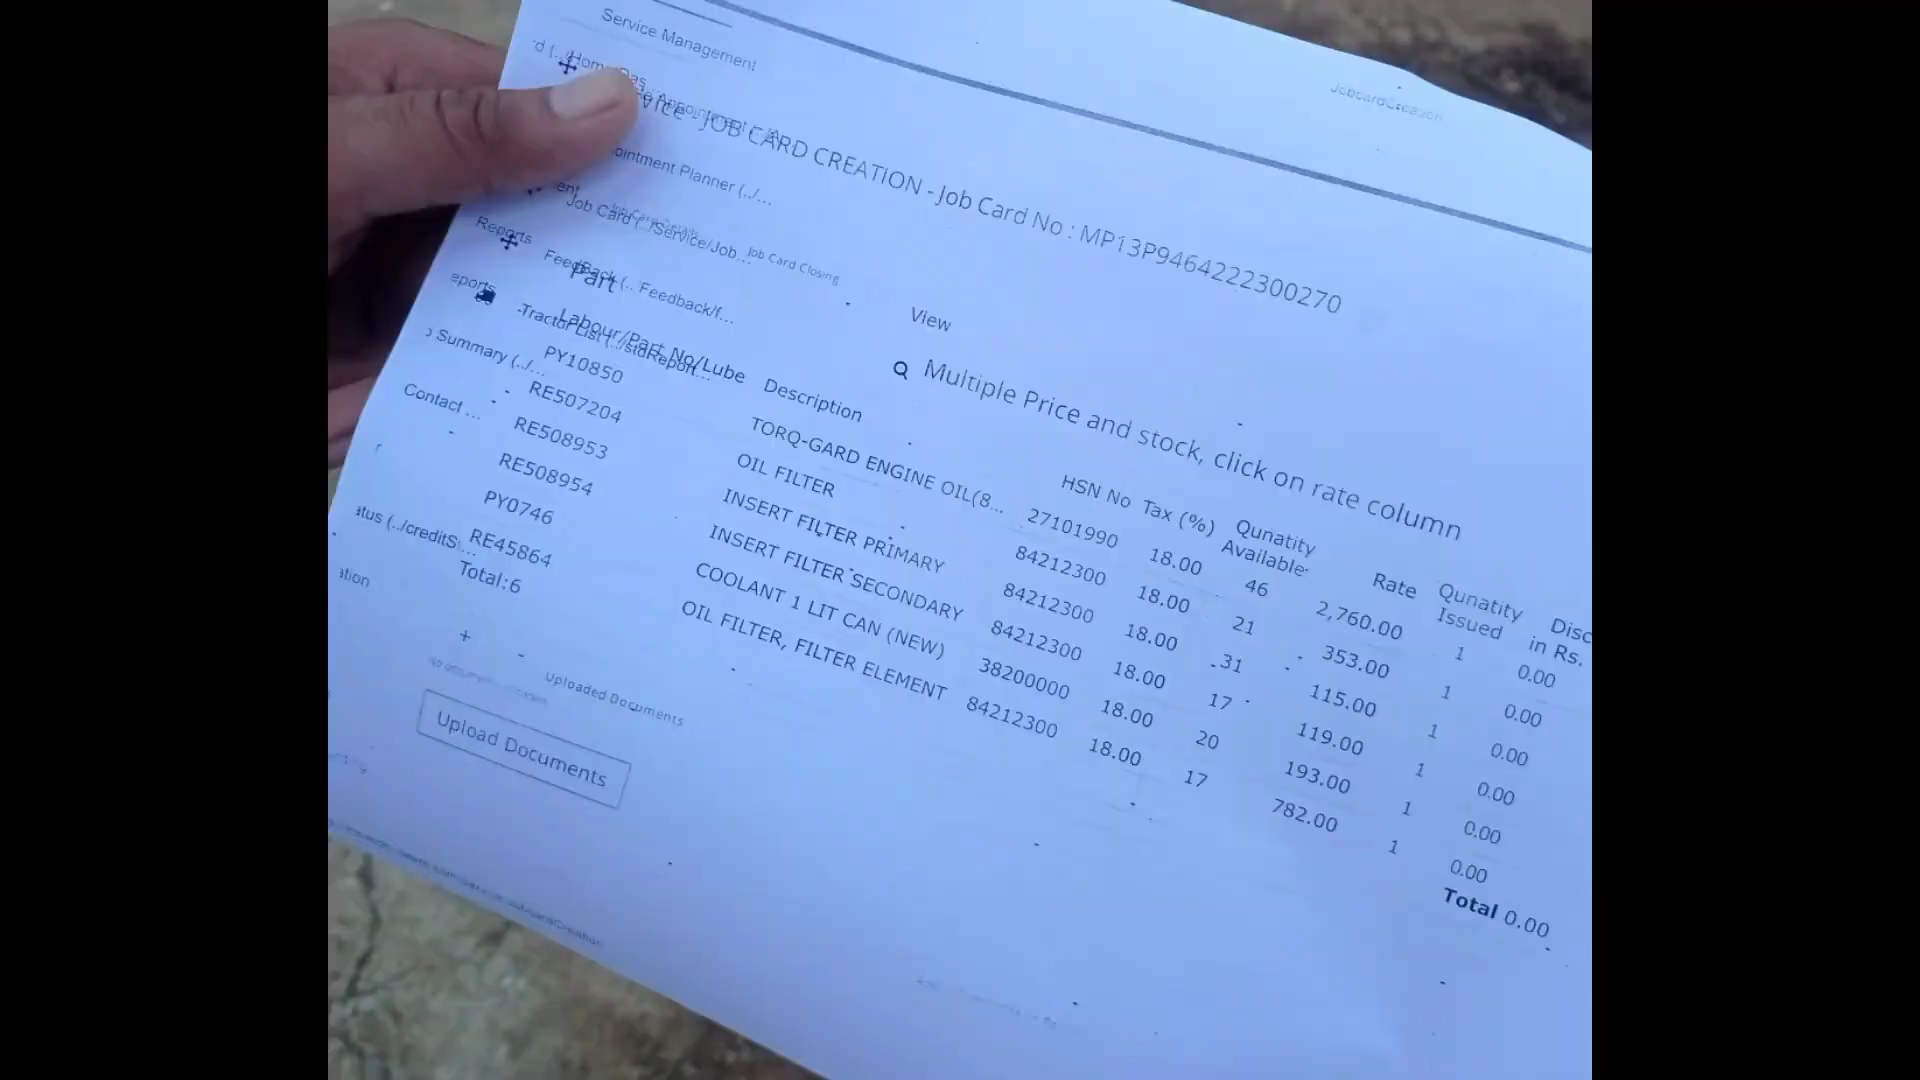 Service Management
JobcardCreation
JOB CARD CREATION - Job Card No : MP13P9464222300270
ointment Planner (../...
Job Card (../Service/Job...
Job Card Closing
Reports
FeedBack (.. Feedback/f...
Part
View
eports
Tractor List (../stdReport...
Labour/Part No/Lube
Multiple Price and stock, click on rate column
Summary (../...
Contact ...
Description HSN No Tax (%) Qunatity Available: Rate Qunatity Issued Disc in Rs.
PY10850 TORQ-GARD ENGINE OIL(8... 27101990 18.00 46 2,760.00 1 0.00
RE507204 OIL FILTER 84212300 18.00 21 353.00 1 0.00
RE508953 INSERT FILTER PRIMARY 84212300 18.00 31 115.00 1 0.00
RE508954 INSERT FILTER SECONDARY 84212300 18.00 17 119.00 1 0.00
PY0746 COOLANT 1 LIT CAN (NEW) 38200000 18.00 20 193.00 1 0.00
RE45864 OIL FILTER, FILTER ELEMENT 84212300 18.00 17 782.00 1 0.00
atus (../creditS...
Total:6
Total 0.00
ation
+
Uploaded Documents
Upload Documents